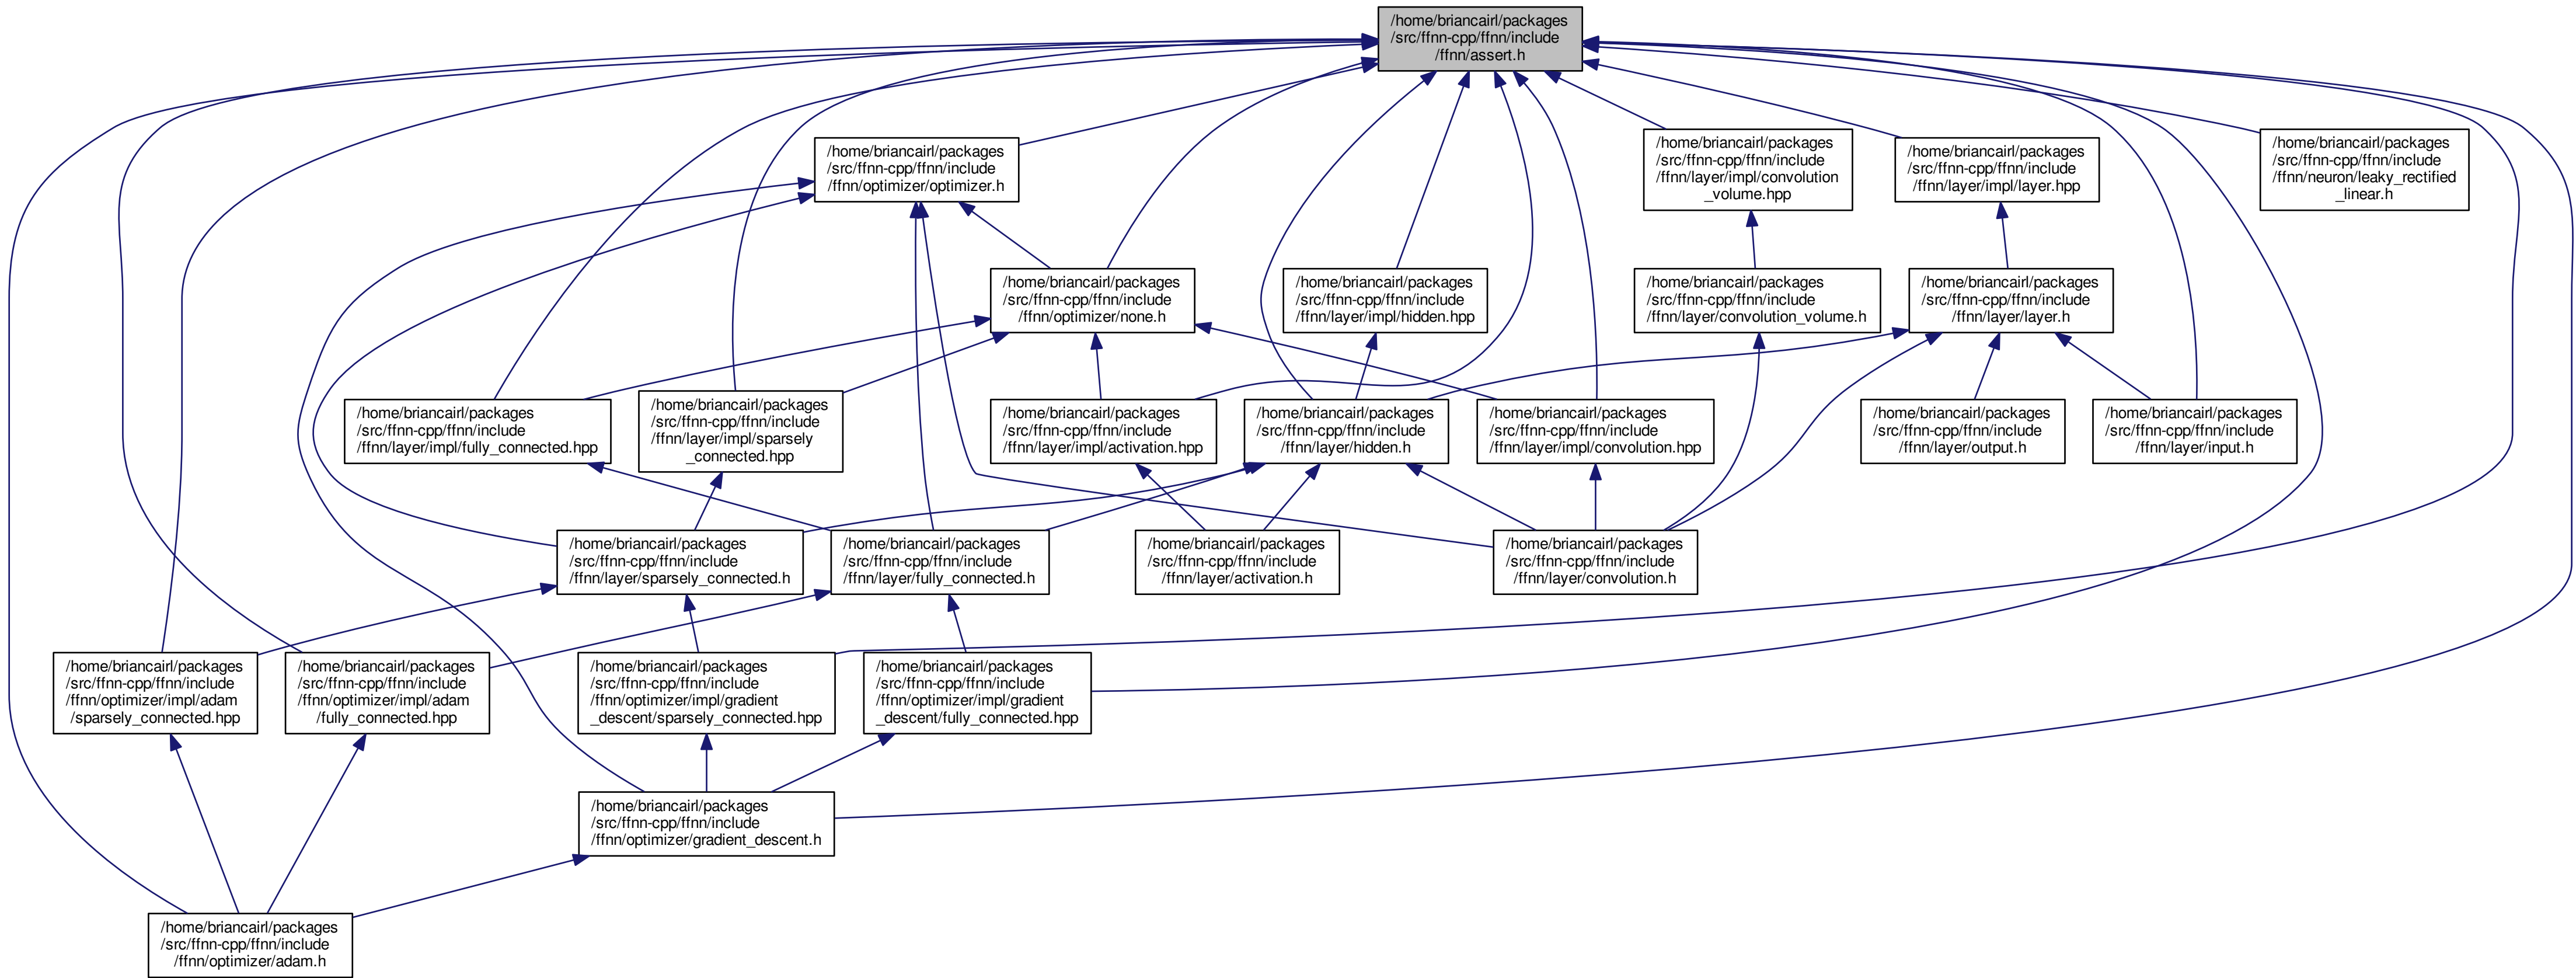 /home/briancairl/packages
/src/ffnn-cpp/ffnn/include
/ffnn/assert.h
/home/briancairl/packages
/src/ffnn-cpp/ffnn/include
/ffnn/optimizer/optimizer.h
/home/briancairl/packages
/src/ffnn-cpp/ffnn/include
/ffnn/layer/impl/convolution
_volume.hpp
/home/briancairl/packages
/src/ffnn-cpp/ffnn/include
/ffnn/layer/impl/layer.hpp
/home/briancairl/packages
/src/ffnn-cpp/ffnn/include
/ffnn/neuron/leaky_rectified
_linear.h
/home/briancairl/packages
/src/ffnn-cpp/ffnn/include
/ffnn/optimizer/none.h
/home/briancairl/packages
/src/ffnn-cpp/ffnn/include
/ffnn/layer/impl/hidden.hpp
/home/briancairl/packages
/src/ffnn-cpp/ffnn/include
/ffnn/layer/convolution_volume.h
/home/briancairl/packages
/src/ffnn-cpp/ffnn/include
/ffnn/layer/layer.h
/home/briancairl/packages
/src/ffnn-cpp/ffnn/include
/ffnn/layer/impl/fully_connected.hpp
/home/briancairl/packages
/src/ffnn-cpp/ffnn/include
/ffnn/layer/impl/sparsely
_connected.hpp
/home/briancairl/packages
/src/ffnn-cpp/ffnn/include
/ffnn/layer/impl/activation.hpp
/home/briancairl/packages
/src/ffnn-cpp/ffnn/include
/ffnn/layer/hidden.h
/home/briancairl/packages
/src/ffnn-cpp/ffnn/include
/ffnn/layer/impl/convolution.hpp
/home/briancairl/packages
/src/ffnn-cpp/ffnn/include
/ffnn/layer/output.h
/home/briancairl/packages
/src/ffnn-cpp/ffnn/include
/ffnn/layer/input.h
/home/briancairl/packages
/src/ffnn-cpp/ffnn/include
/ffnn/layer/sparsely_connected.h
/home/briancairl/packages
/src/ffnn-cpp/ffnn/include
/ffnn/layer/fully_connected.h
/home/briancairl/packages
/src/ffnn-cpp/ffnn/include
/ffnn/layer/activation.h
/home/briancairl/packages
/src/ffnn-cpp/ffnn/include
/ffnn/layer/convolution.h
/home/briancairl/packages
/src/ffnn-cpp/ffnn/include
/ffnn/optimizer/impl/adam
/sparsely_connected.hpp
/home/briancairl/packages
/src/ffnn-cpp/ffnn/include
/ffnn/optimizer/impl/adam
/fully_connected.hpp
/home/briancairl/packages
/src/ffnn-cpp/ffnn/include
/ffnn/optimizer/impl/gradient
_descent/sparsely_connected.hpp
/home/briancairl/packages
/src/ffnn-cpp/ffnn/include
/ffnn/optimizer/impl/gradient
_descent/fully_connected.hpp
/home/briancairl/packages
/src/ffnn-cpp/ffnn/include
/ffnn/optimizer/gradient_descent.h
/home/briancairl/packages
/src/ffnn-cpp/ffnn/include
/ffnn/optimizer/adam.h